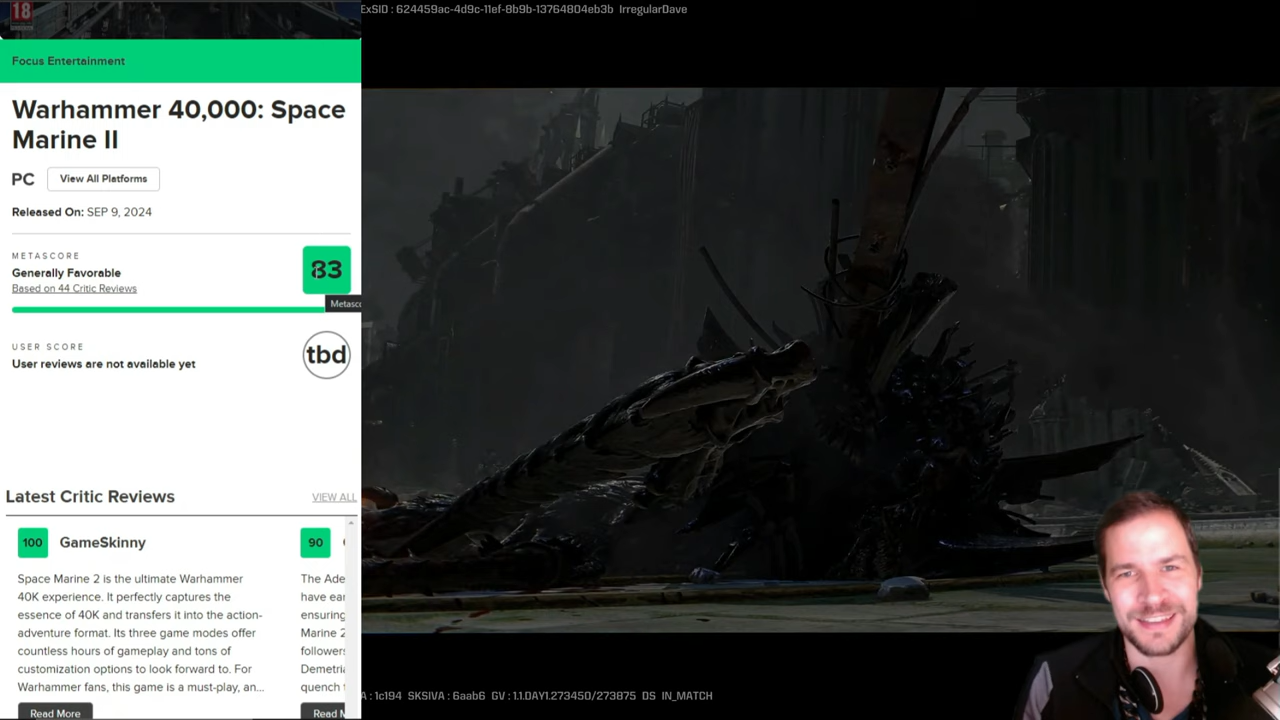 18
ExSID : 624459ac-4d9c-11ef-8b9b-13764804eb3b IrregularDave
Focus Entertainment
Warhammer 40,000: Space
Marine II
PC View All Platforms
Released On: SEP 9, 2024
METASCORE
Generally Favorable
83
Based on 44 Critic Reviews
Metasco
USER SCORE
User reviews are not available yet
tbd
Latest Critic Reviews
VIEW ALL
100 GameSkinny
Space Marine 2 is the ultimate Warhammer
40K experience. It perfectly captures the
essence of 40K and transfers it into the action-
adventure format. Its three game modes offer
countless hours of gameplay and tons of
customization options to look forward to. For
Warhammer fans, this game is a must-play, an...
Read More
90
The Ade
have ear
ensuring
Marine 2
followers
Demetria
quench t
Read M
A : 1c194 SKSIVA : 6aab6 GV : 1.1.DAY1.273450/273875 DS IN_MATCH